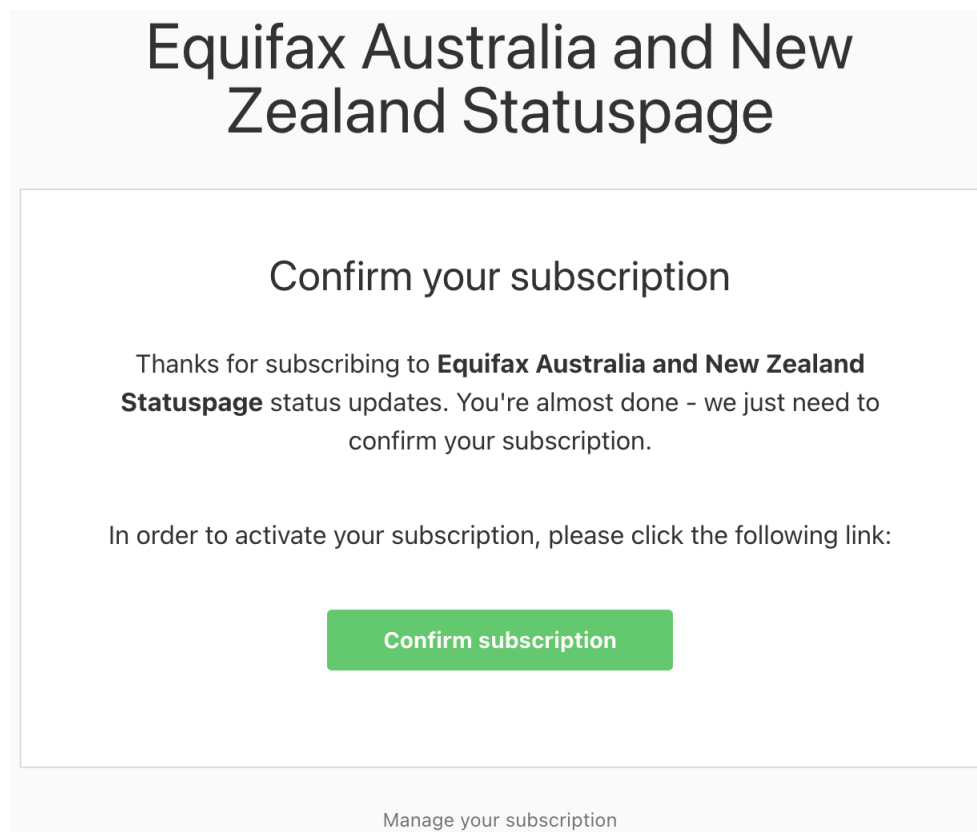 Equifax Australia and New
Zealand Statuspage
Confirm your subscription
Thanks for subscribing to Equifax Australia and New Zealand
Statuspage status updates. You're almost done - we just need to
confirm your subscription.
In order to activate your subscription, please click the following link:
Confirm subscription
Manage your subscription